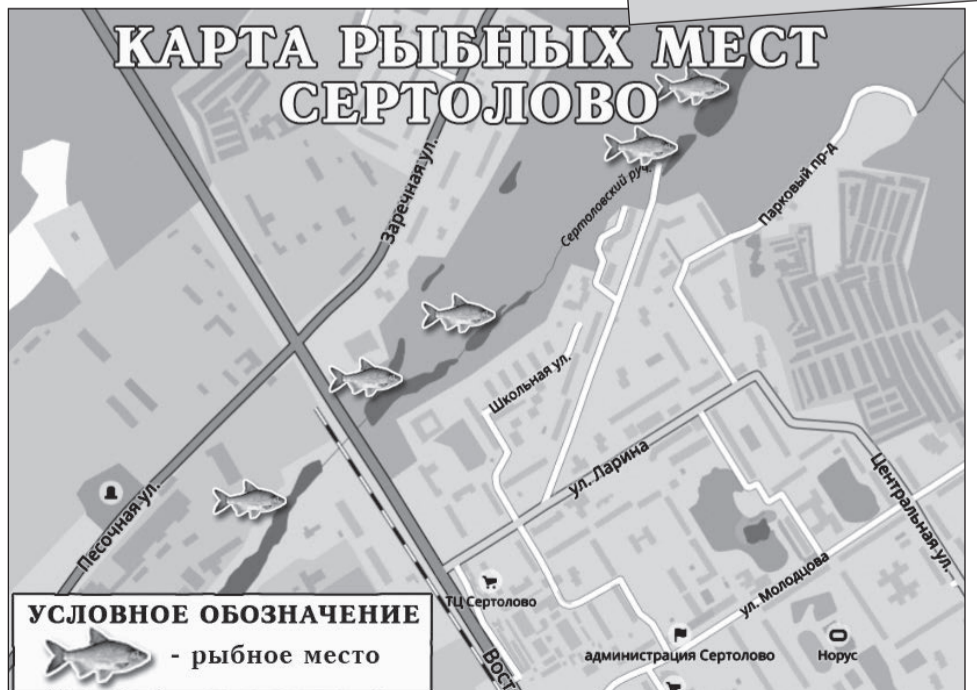 КАРТА РЫБНЫХ МЕСТ
СЕРТОЛОВО
Заречная ул.
Сертоловский руч.
Парковый пр-д
Школьная ул.
ул. Ларина
Центральная ул.
Песочная ул.
ул. Молодцова
ТЦ Сертолово
администрация Сертолово
Норус
Вост
УСЛОВНОЕ ОБОЗНАЧЕНИЕ
- рыбное место